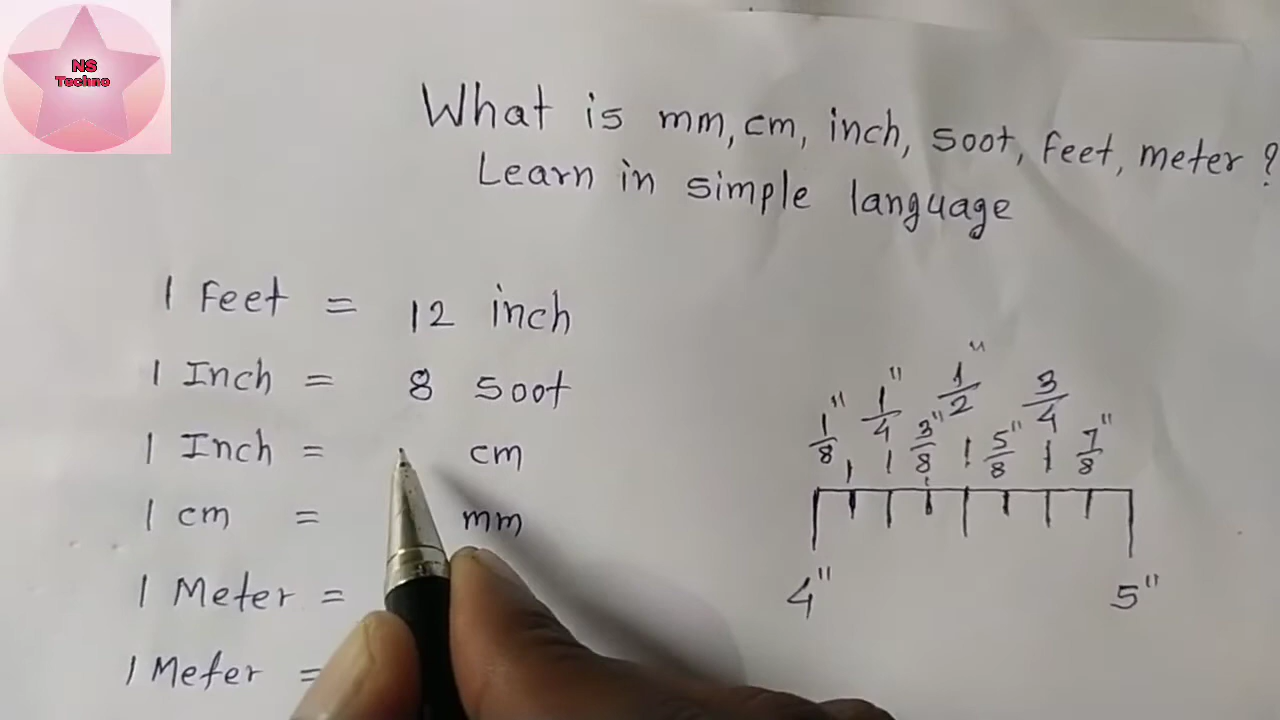 NS
Techno
What is mm, cm, inch, soot, feet, meter ?
Learn in simple language
1 Feet = 12 inch
1 Inch = 8 soot
1 Inch = cm
1 cm = mm
1 Meter =
1 Meter =
1/8" 1/4" 3/8" 1/2" 5/8" 3/4 7/8"
4" 5"